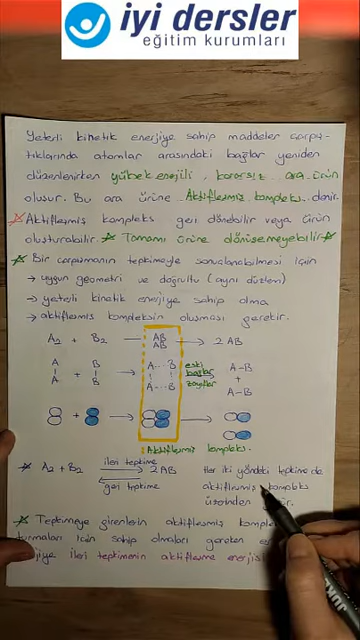 iyi dersler
eğitim kurumları
Yeterli kinetik enerjiye sahip maddeler çarpış-
tıklarında atomlar arasındaki bağlar yeniden
düzenlenirken yüksek enerjili, kararsız ara ürün
oluşur. Bu ara ürüne Aktifleşmiş kompleks denir.
Aktifleşmiş kompleks geri dönebilir veya ürün
oluşturabilir. Tamamı ürüne dönüşemeyebilir
Bir çarpışmanın tepkimeyle sonuçlanabilmesi için
→ uygun geometri ve doğrultu (aynı düzlem)
→ yeterli kinetik enerjiye sahip olma
→ aktifleşmiş kompleksin oluşması gerekir.
A2 + B2 → AB AB → 2 AB
A A + B B → A...B A...B eski bağlar zayıflar A-B + A-B
Aktifleşmiş kompleks.
A2 + B2 ileri tepkime 2AB geri tepkime
Her iki yöndeki tepkime de
aktifleşmiş kompleks
üzerinden
Tepkimeye girenlerin aktifleşmiş
için sahip olmaları gereken
ileri tepkimenin aktifleşme enerjisi